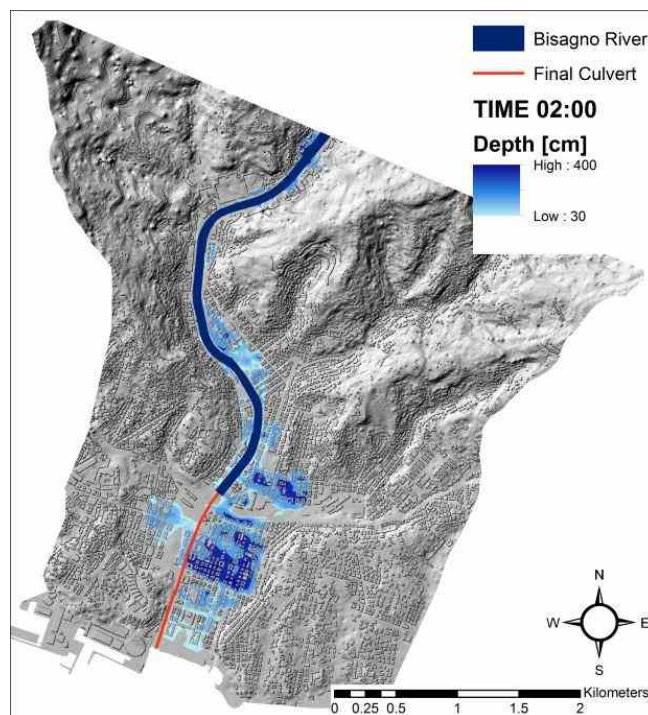 Bisagno River
Final Culvert
TIME 02:00
Depth [cm]
High : 400
Low : 30
N
W E
S
Kilometers
0 0.25 0.5 1 1.5 2